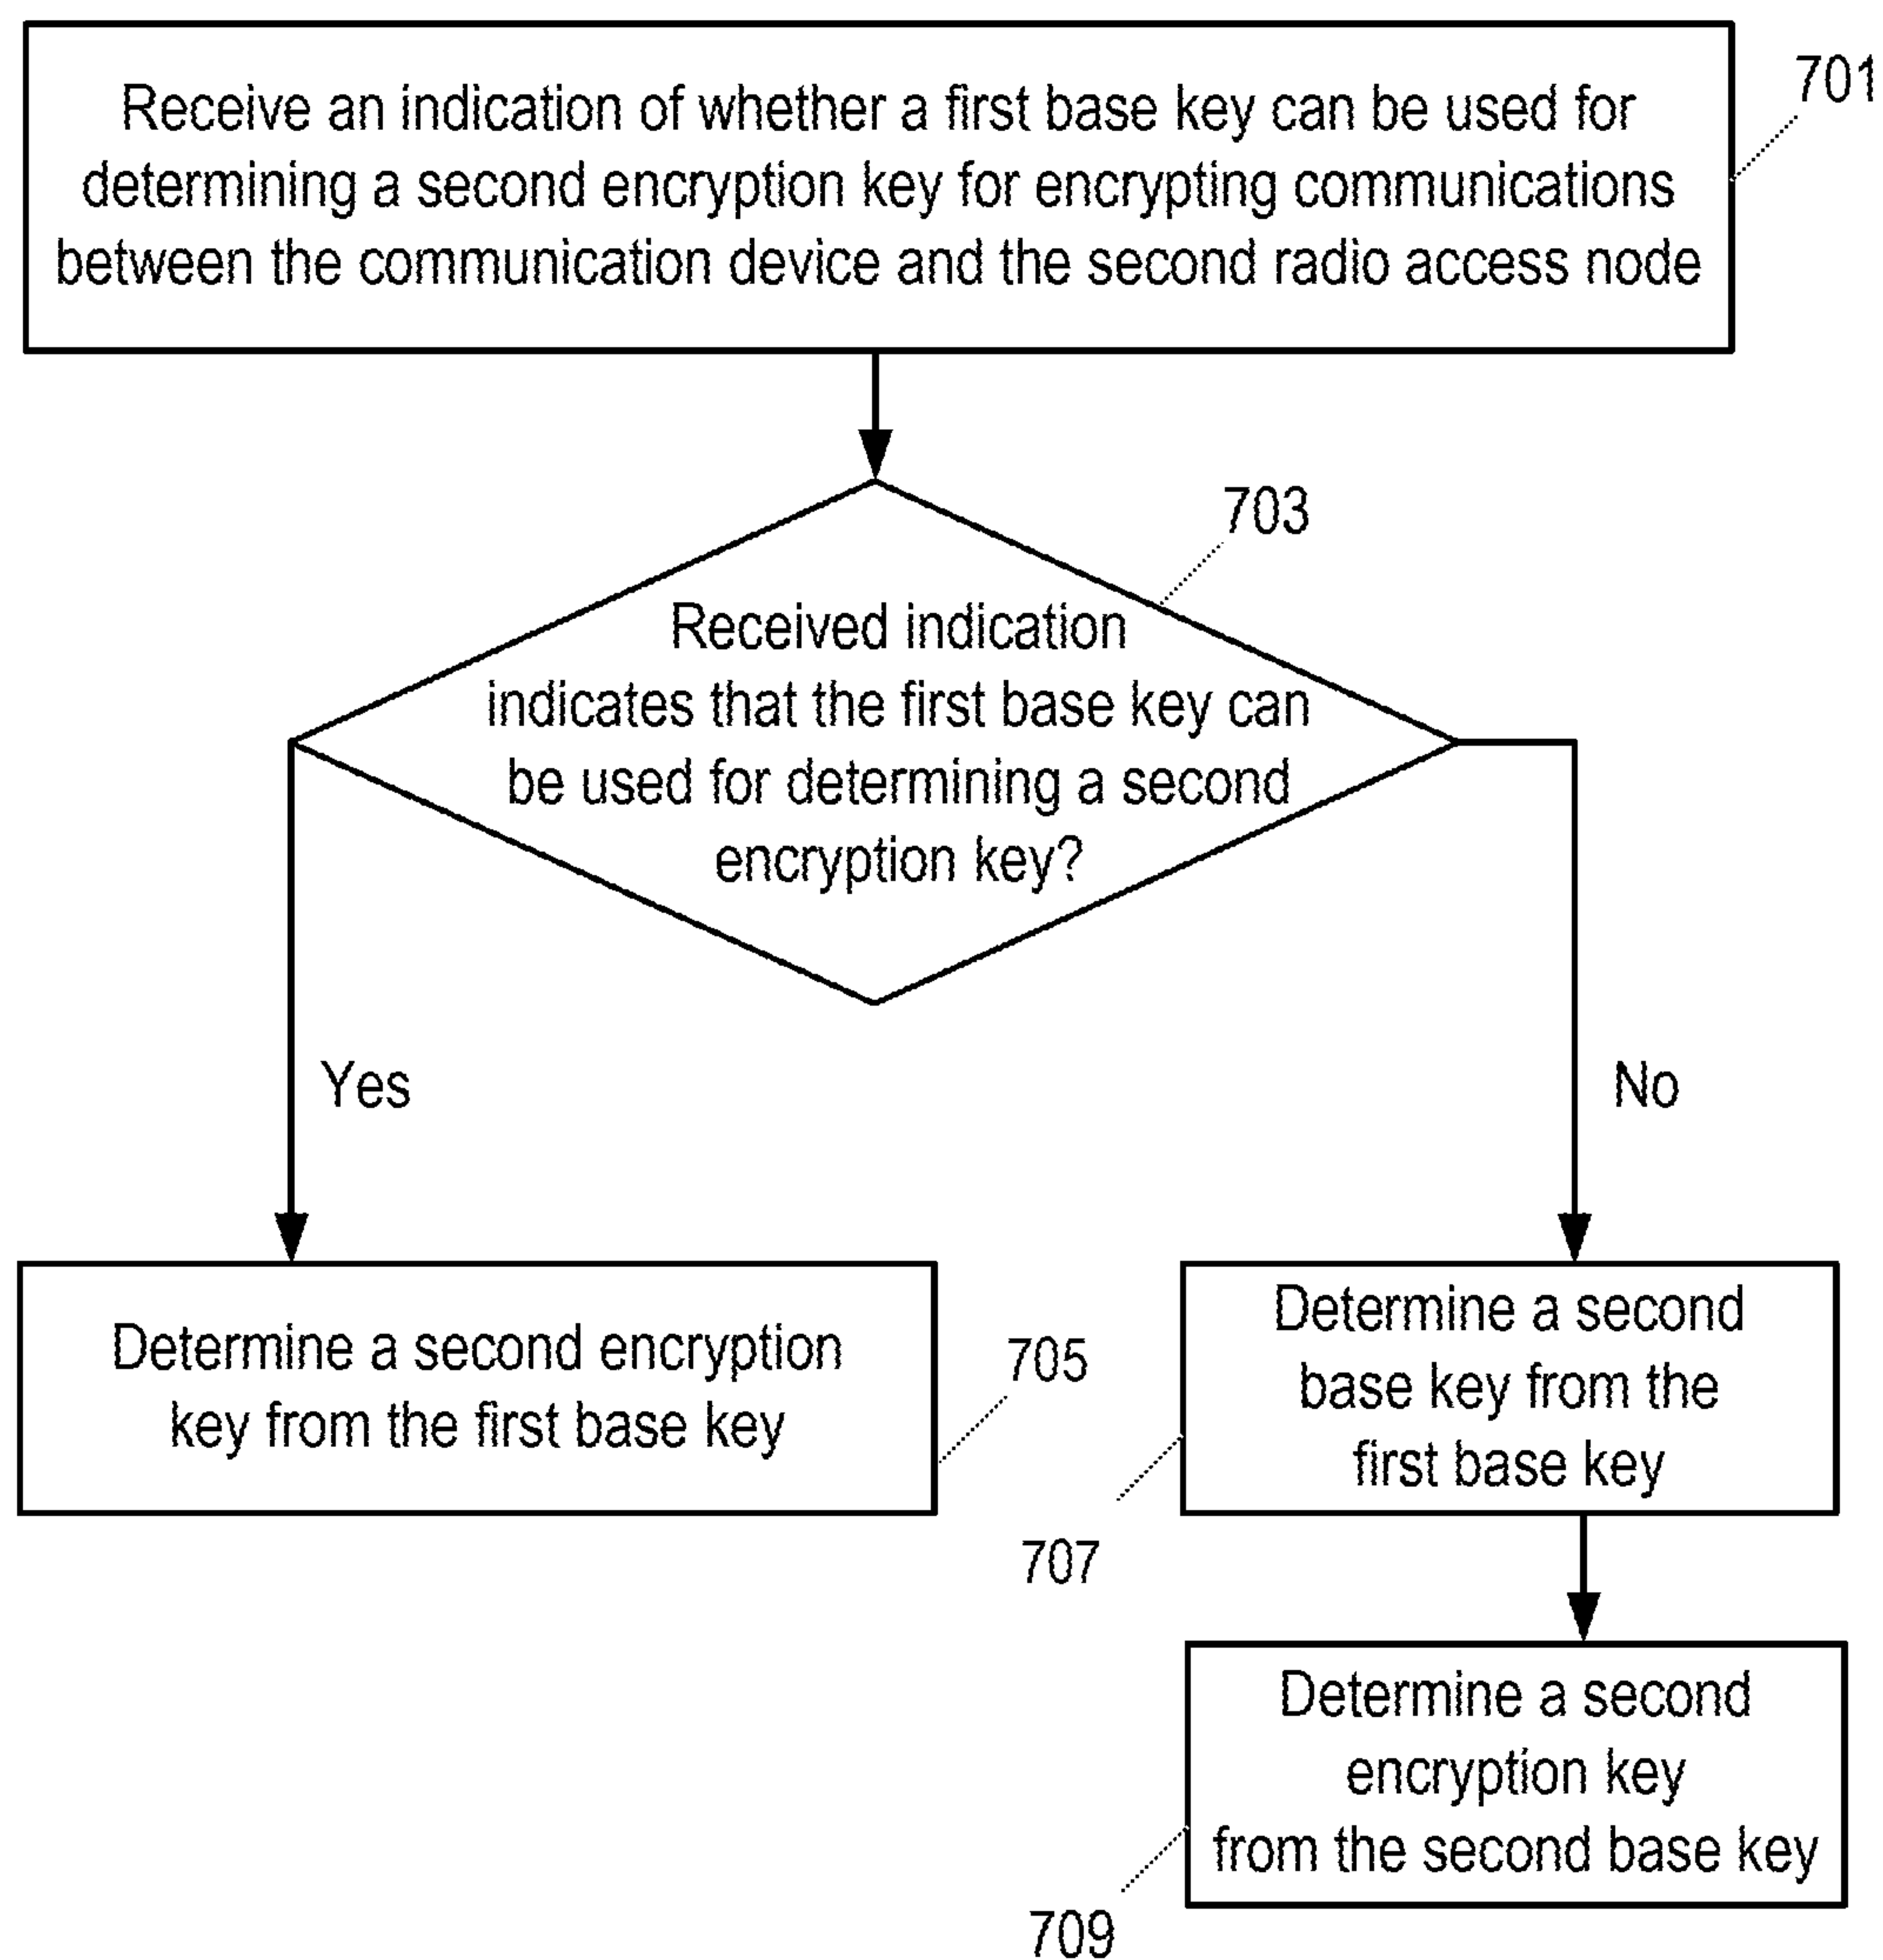 Receive an indication of whether a first base key can be used for
determining a second encryption key for encrypting communications
between the communication device and the second radio access node
701
703
Received indication
indicates that the first base key can
be used for determining a second
encryption key?
Yes
No
Determine a second encryption
key from the first base key
705
Determine a second
base key from the
first base key
707
Determine a second
encryption key
from the second base key
709